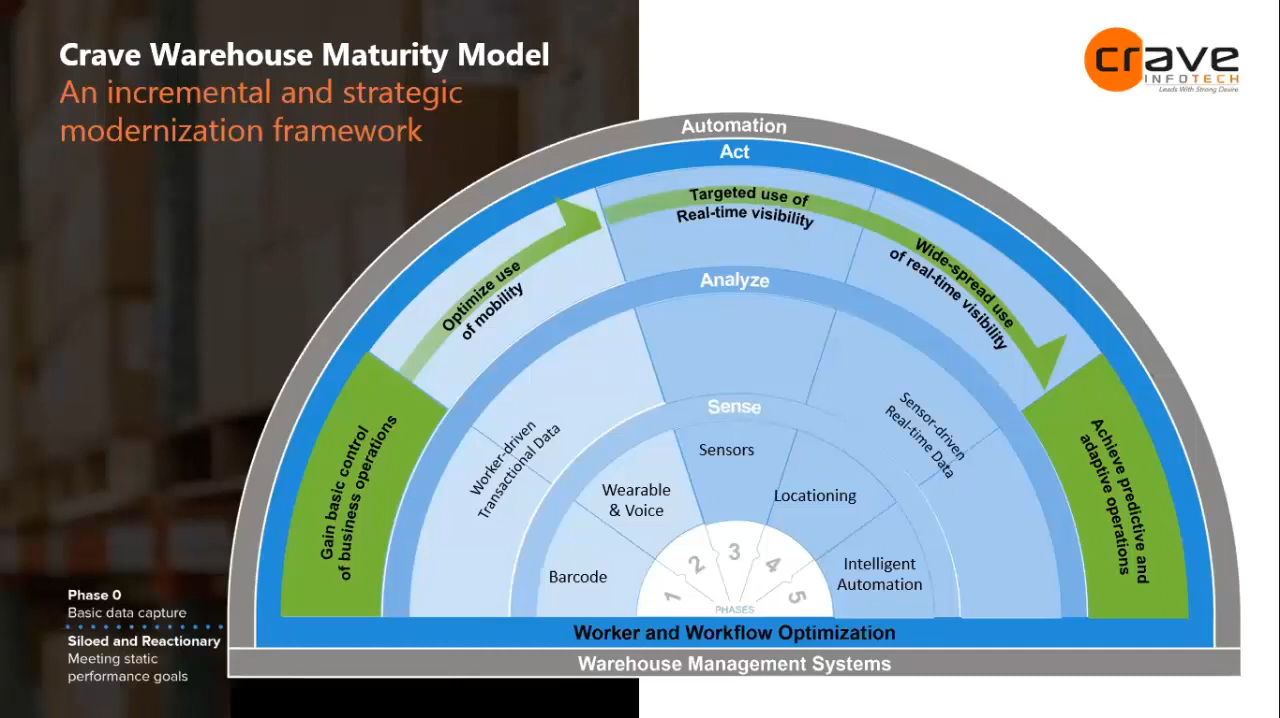 Crave Warehouse Maturity Model
An incremental and strategic
modernization framework
crave
INFOTECH
Leads With Strong Desire
Automation
Act
Targeted use of
Real-time visibility
Optimize use
of mobility
Wide-spread use
of real-time visibility
Analyze
Gain basic control
of business operations
Worker-driven
Transactional Data
Sensor-driven
Real-time Data
Achieve predictive and
adaptive operations
Sense
Sensors
Wearable
& Voice
Locationing
Barcode
Intelligent
Automation
1
2
3
4
5
PHASES
Phase 0
Basic data capture
Siloed and Reactionary
Meeting static
performance goals
Worker and Workflow Optimization
Warehouse Management Systems